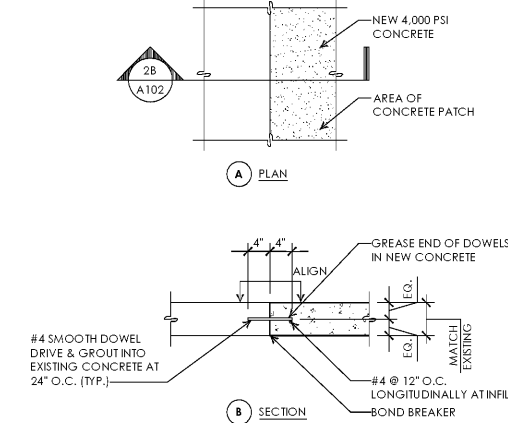 NEW 4,000 PSI
CONCRETE
2B
A102
AREA OF
CONCRETE PATCH
A PLAN
4" 4"
GREASE END OF DOWELS
IN NEW CONCRETE
ALIGN
EQ.
EQ.
MATCH
EXISTING
#4 SMOOTH DOWEL
DRIVE & GROUT INTO
EXISTING CONCRETE AT
24" O.C. (TYP.)
#4 @ 12" O.C.
LONGITUDINALLY AT INFIL
BOND BREAKER
B SECTION